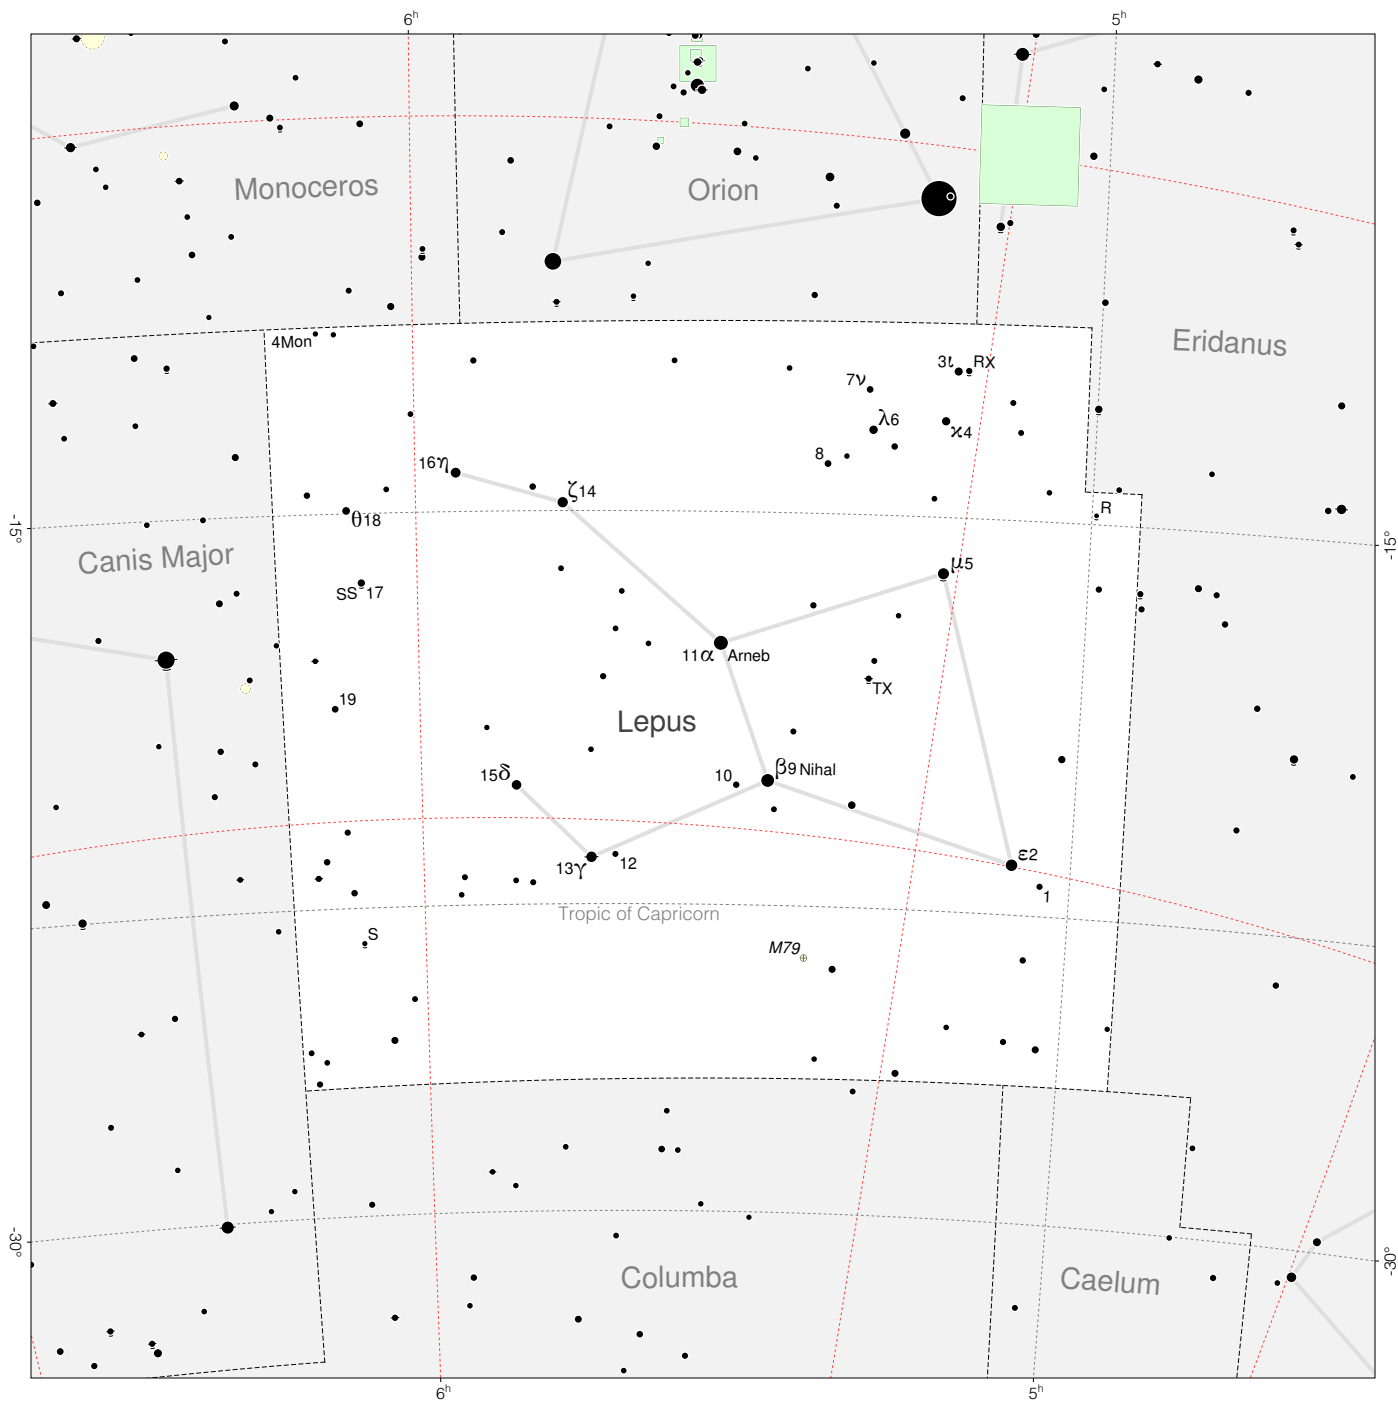 6h
5h
Monoceros
Orion
Eridanus
4Mon
3ι
RX
7ν
λ6
ϰ4
8
16η
ζ14
R
θ18
-15°
-15°
Canis Major
μ5
SS 17
11α Arneb
TX
19
Lepus
15δ
10
β9 Nihal
ε2
12
13γ
1
Tropic of Capricorn
S
M79
-30°
-30°
Columba
Caelum
6h
5h